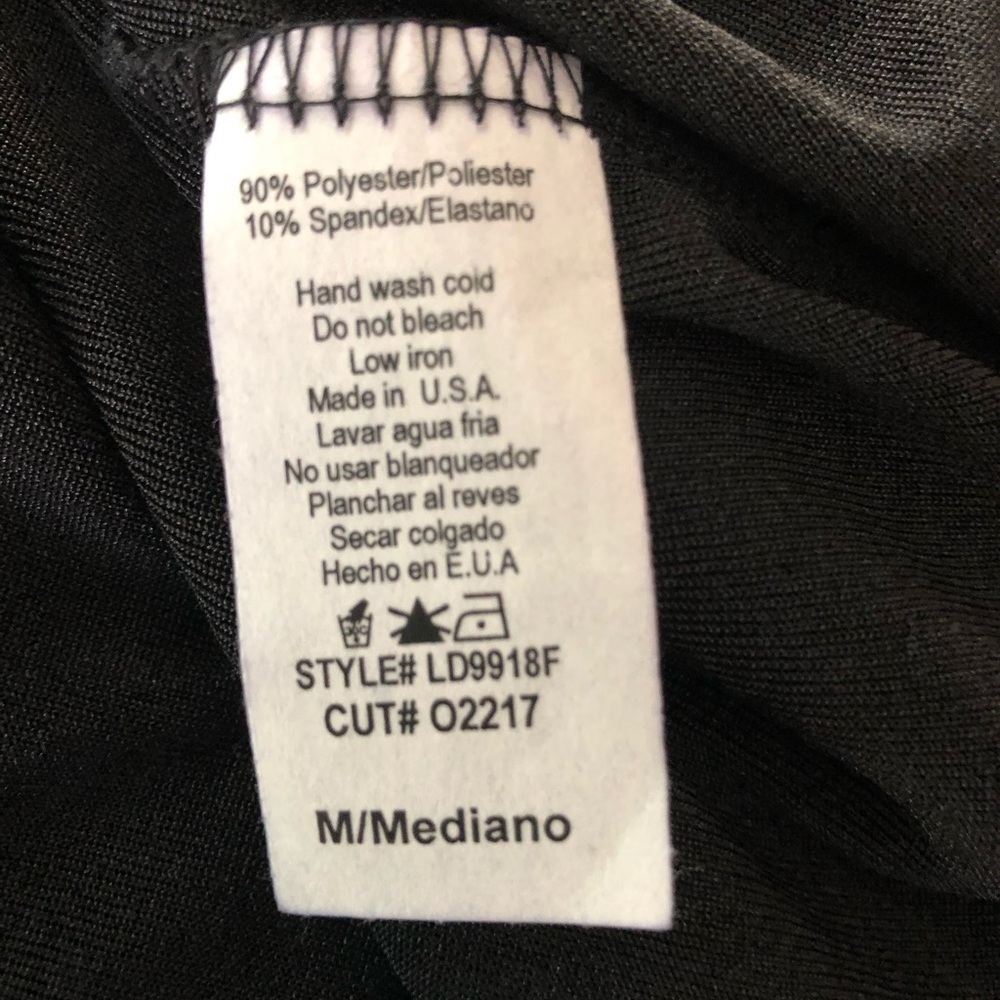 90% Polyester/Poliester
10% Spandex/Elastano
Hand wash cold
Do not bleach
Low iron
Made in U.S.A.
Lavar agua fria
No usar blanqueador
Planchar al reves
Secar colgado
Hecho en E.U.A
STYLE# LD9918F
CUT# O2217
M/Mediano